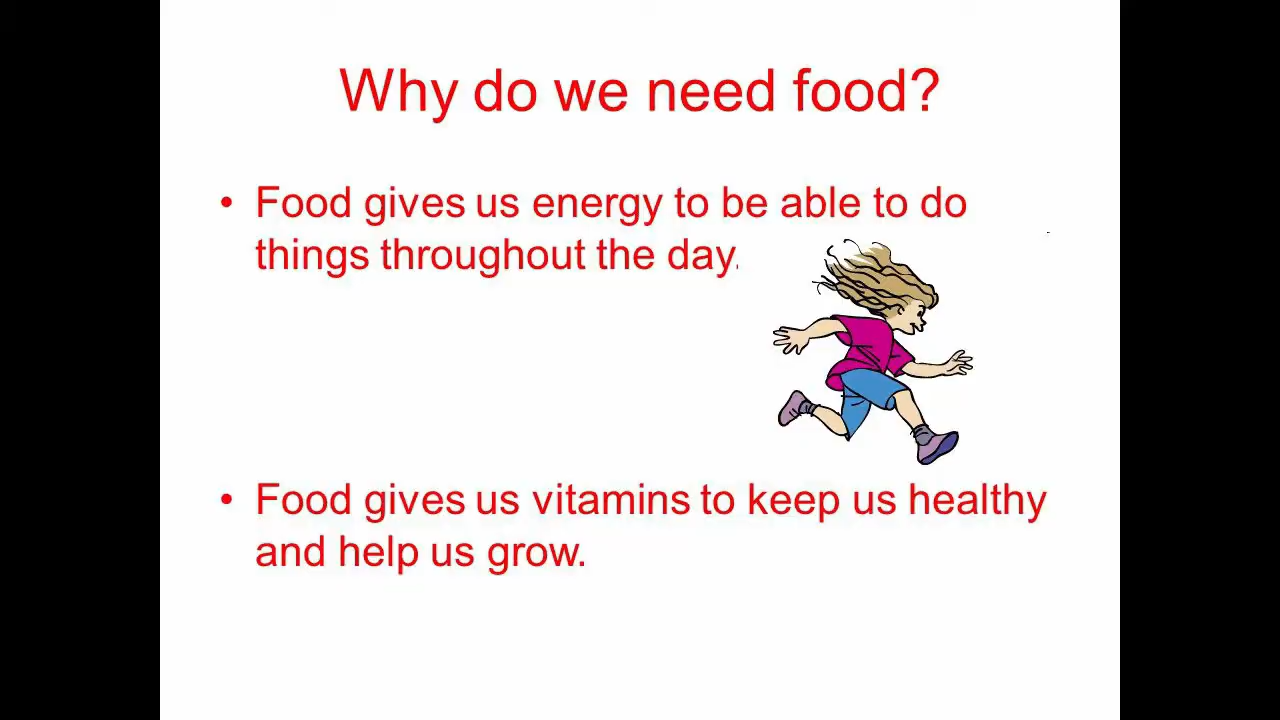 Why do we need food?
• Food gives us energy to be able to do
things throughout the day.
• Food gives us vitamins to keep us healthy
and help us grow.